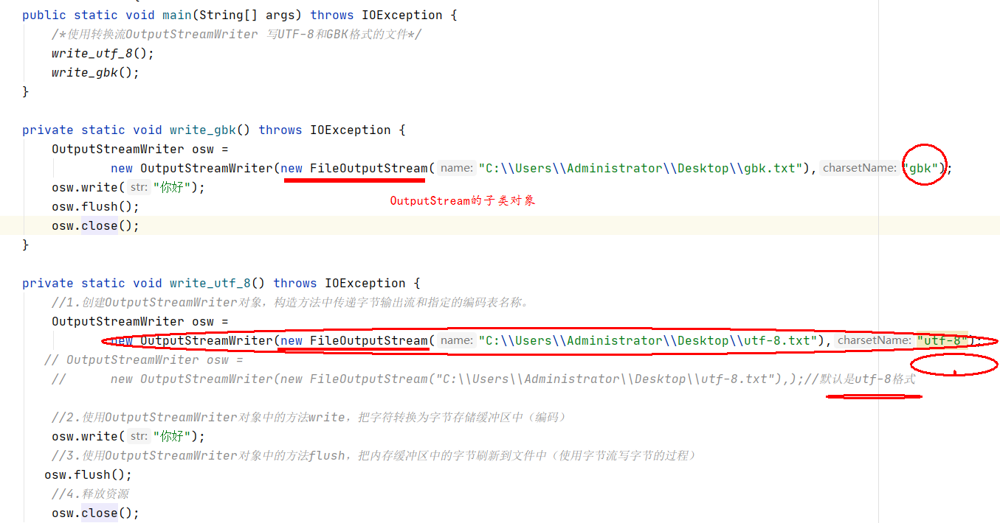 public static void main(String[] args) throws IOException {
/*使用转换流OutputStreamWriter 写UTF-8和GBK格式的文件*/
write_utf_8();
write_gbk();
}
private static void write_gbk() throws IOException {
OutputStreamWriter osw =
new OutputStreamWriter(new FileOutputStream( name: "C:\\Users\\Administrator\\Desktop\\gbk.txt"), charsetName: "gbk");
osw.write( str: "你好");
OutputStream的子类对象
osw.flush();
osw.close();
}
private static void write_utf_8() throws IOException {
//1.创建OutputStreamWriter对象，构造方法中传递字节输出流和指定的编码表名称。
OutputStreamWriter osw =
new OutputStreamWriter(new FileOutputStream( name: "C:\\Users\\Administrator\\Desktop\\utf-8.txt"), charsetName: "utf-8");
// OutputStreamWriter osw =
// new OutputStreamWriter(new FileOutputStream("C:\\Users\\Administrator\\Desktop\\utf-8.txt"),);//默认是utf-8格式
//2.使用OutputStreamWriter对象中的方法write，把字符转换为字节存储缓冲区中（编码）
osw.write( str: "你好");
//3.使用OutputStreamWriter对象中的方法flush，把内存缓冲区中的字节刷新到文件中（使用字节流写字节的过程）
osw.flush();
//4.释放资源
osw.close();